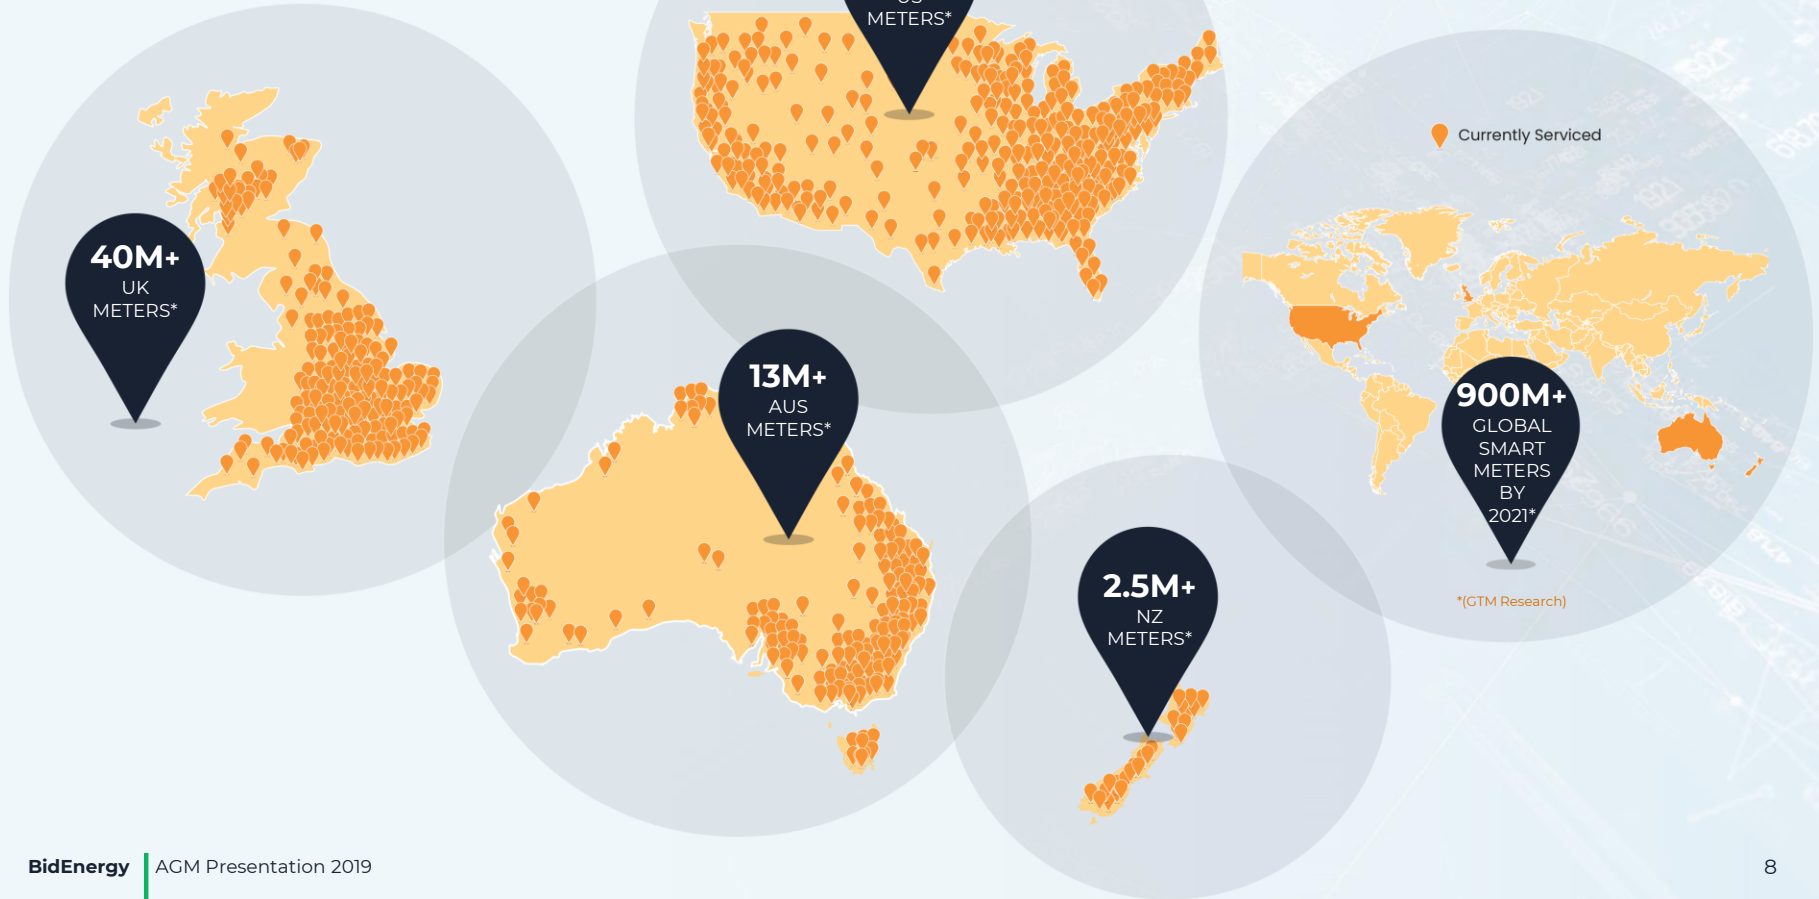 METERS*
40M+
UK
METERS*
13M+
AUS
METERS*
2.5M+
NZ
METERS*
Currently Serviced
900M+
GLOBAL
SMART
METERS
BY
2021*
*(GTM Research)
BidEnergy
AGM Presentation 2019
8